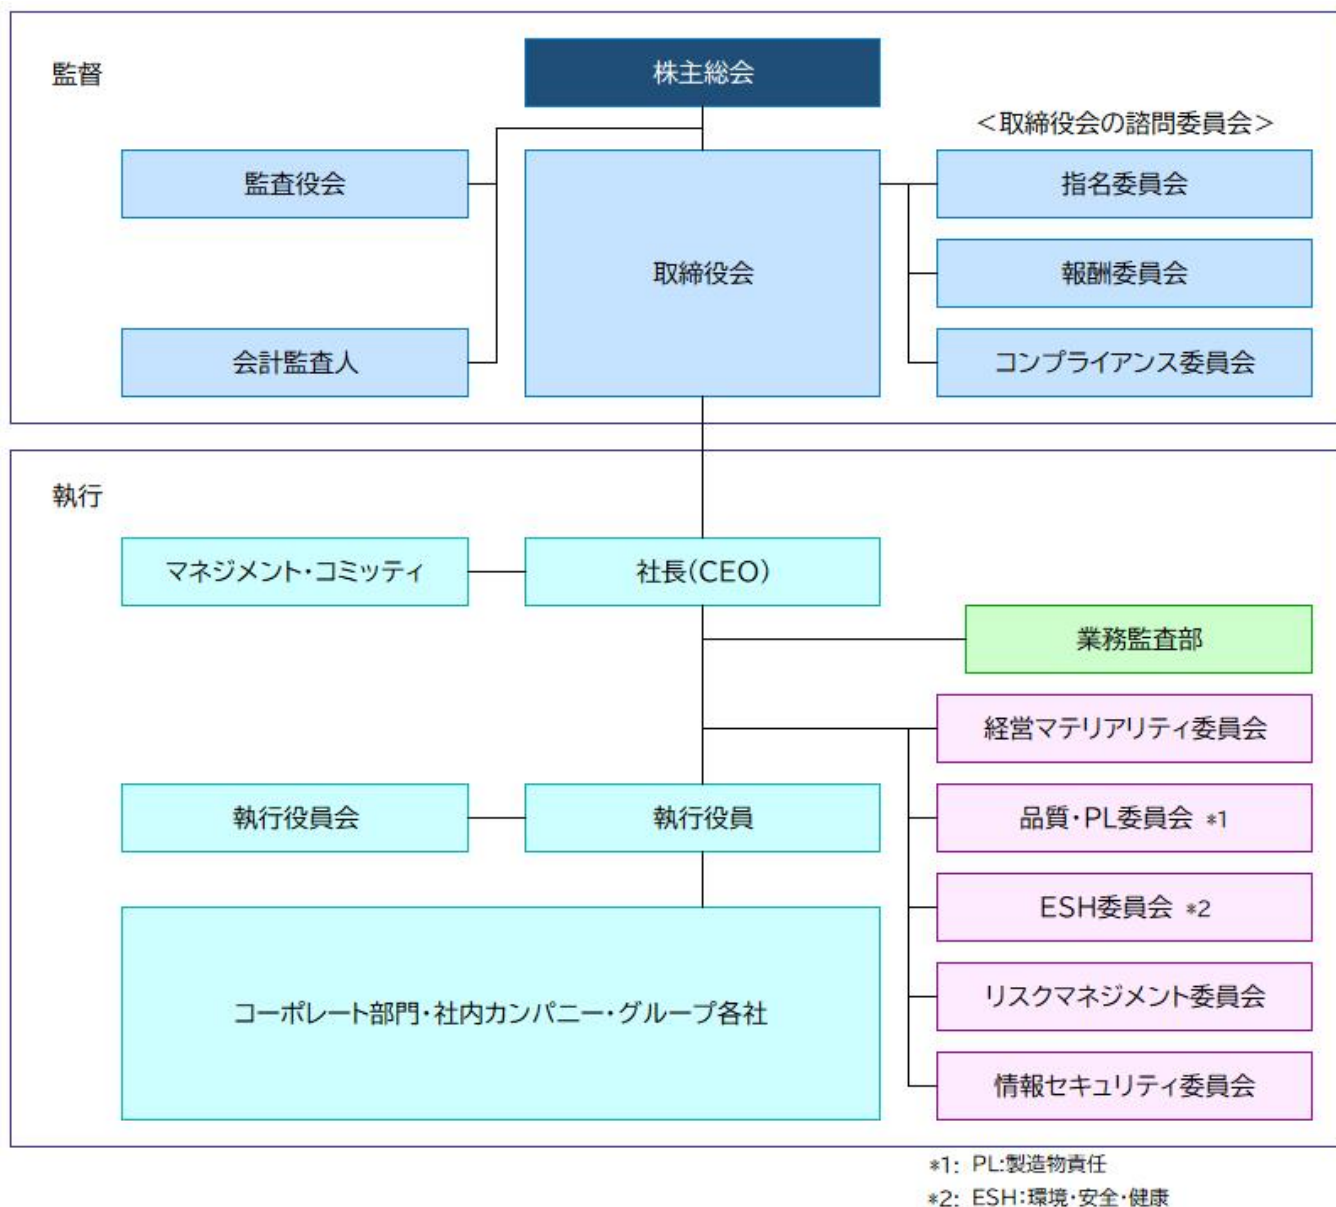 監督
株主総会
<取締役会の諮問委員会>
監査役会
取締役会
会計監査人
指名委員会
報酬委員会
コンプライアンス委員会
執行
マネジメント・コミッティ
社長(CEO)
業務監査部
経営マテリアリティ委員会
執行役員会
執行役員
品質・PL委員会 *1
ESH委員会 *2
リスクマネジメント委員会
情報セキュリティ委員会
コーポレート部門・社内カンパニー・グループ各社
*1: PL:製造物責任
*2: ESH:環境・安全・健康